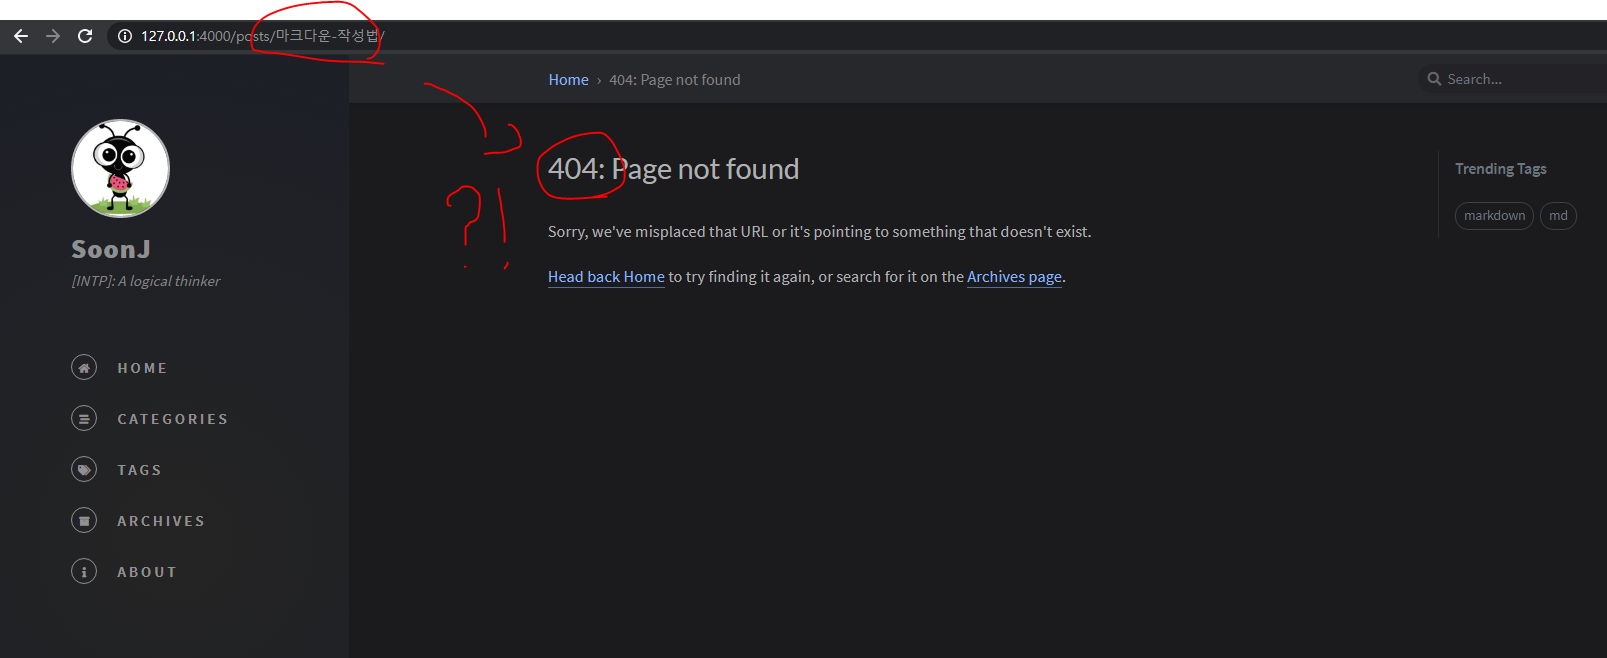 127.0.0.1:4000/posts/마크다운-작성법/
Home › 404: Page not found
Search...
SoonJ
[INTP]: A logical thinker
HOME
CATEGORIES
TAGS
ARCHIVES
ABOUT
404: Page not found
?!
Sorry, we've misplaced that URL or it's pointing to something that doesn't exist.
Head back Home to try finding it again, or search for it on the Archives page.
Trending Tags
markdown md